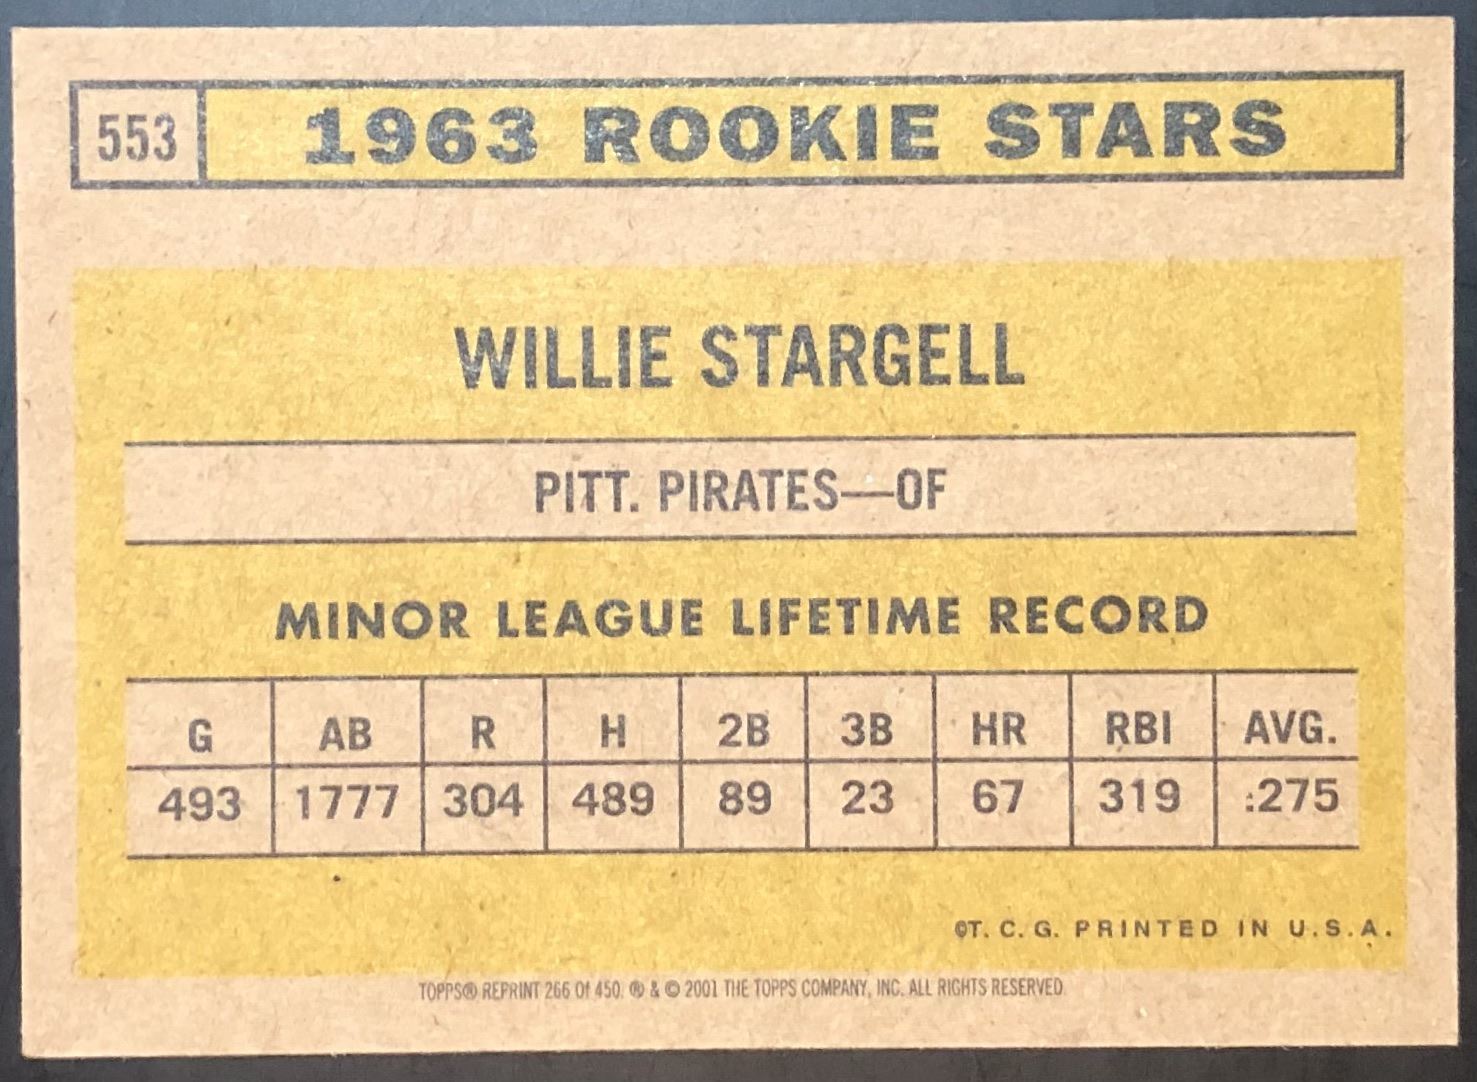 553 1963 ROOKIE STARS
WILLIE STARGELL
PITT. PIRATES—OF
MINOR LEAGUE LIFETIME RECORD
G AB R H 2B 3B HR RBI AVG.
493 1777 304 489 89 23 67 319 .275
©T. C. G. PRINTED IN U.S.A.
TOPPS® REPRINT 266 Of 450. ® & © 2001 THE TOPPS COMPANY, INC. ALL RIGHTS RESERVED.